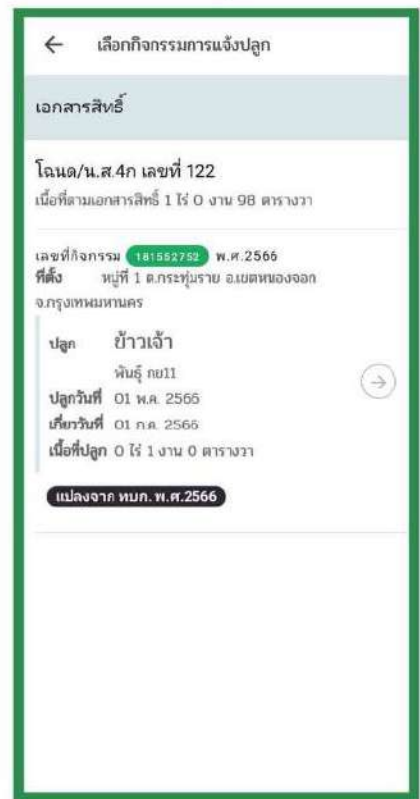 ← เลือกกิจกรรมการแจ้งปลูก
เอกสารสิทธิ์
โฉนด/น.ส.4ก เลขที่ 122
เนื้อที่ตามเอกสารสิทธิ์ 1 ไร่ 0 งาน 98 ตารางวา
เลขที่กิจกรรม 181552752 พ.ศ.2566
ที่ตั้ง หมู่ที่ 1 ต.กระทุ่มราย อ.เขตหนองจอก
จ.กรุงเทพมหานคร
ปลูก ข้าวเจ้า
พันธุ์ กข11
ปลูกวันที่ 01 พ.ค. 2566
เกี่ยววันที่ 01 ก.ค. 2566
เนื้อที่ปลูก 0 ไร่ 1 งาน 0 ตารางวา
แปลงจาก ทบก. พ.ศ.2566